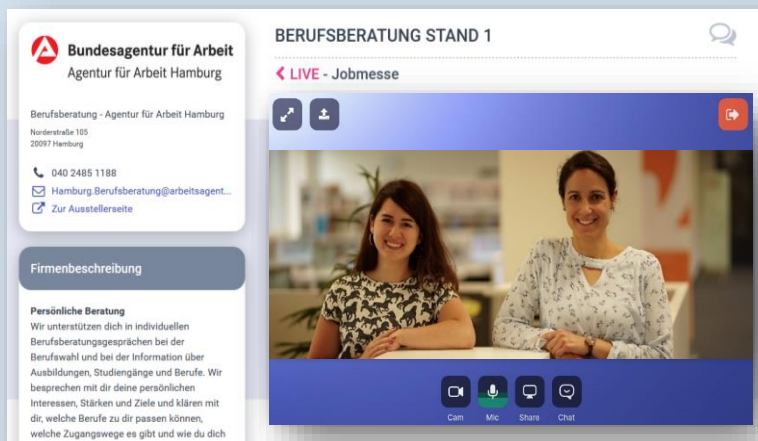 Bundesagentur für Arbeit
Agentur für Arbeit Hamburg
Berufsberatung - Agentur für Arbeit Hamburg
Norderstraße 105
20097 Hamburg
040 2485 1188
Hamburg.Berufsberatung@arbeitsagent...
Zur Ausstellerseite
Firmenbeschreibung
Persönliche Beratung
Wir unterstützen dich in individuellen
Berufsberatungsgesprächen bei der
Berufswahl und bei der Information über
Ausbildungen, Studiengänge und Berufe. Wir
besprechen mit dir deine persönlichen
Interessen, Stärken und Ziele und klären mit
dir, welche Berufe zu dir passen können,
welche Zugangswege es gibt und wie du dich
BERUFSBERATUNG STAND 1
LIVE - Jobmesse
Cam Mic Share Chat